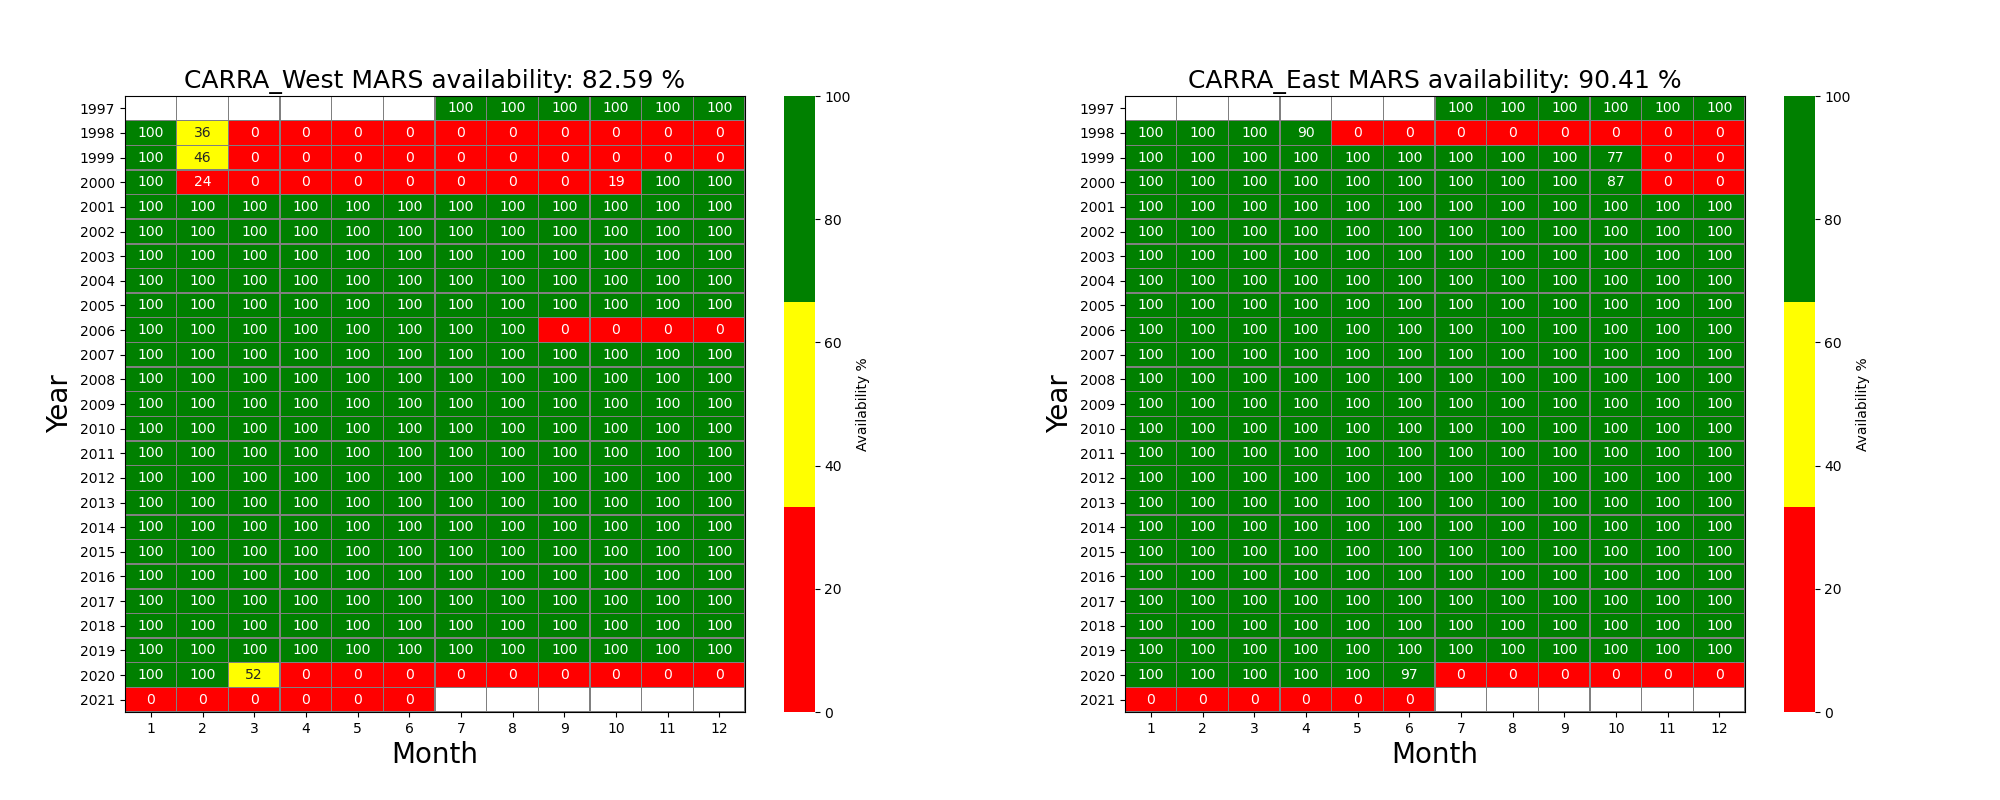 CARRA_West MARS availability: 82.59 %
1997 100 100 100 100 100 100
1998 100 36 0 0 0 0 0 0 0 0 0 0
1999 100 46 0 0 0 0 0 0 0 0 0 0
2000 100 24 0 0 0 0 0 0 0 19 100 100
2001 100 100 100 100 100 100 100 100 100 100 100 100
2002 100 100 100 100 100 100 100 100 100 100 100 100
2003 100 100 100 100 100 100 100 100 100 100 100 100
2004 100 100 100 100 100 100 100 100 100 100 100 100
2005 100 100 100 100 100 100 100 100 100 100 100 100
2006 100 100 100 100 100 100 100 100 0 0 0 0
2007 100 100 100 100 100 100 100 100 100 100 100 100
2008 100 100 100 100 100 100 100 100 100 100 100 100
2009 100 100 100 100 100 100 100 100 100 100 100 100
2010 100 100 100 100 100 100 100 100 100 100 100 100
2011 100 100 100 100 100 100 100 100 100 100 100 100
2012 100 100 100 100 100 100 100 100 100 100 100 100
2013 100 100 100 100 100 100 100 100 100 100 100 100
2014 100 100 100 100 100 100 100 100 100 100 100 100
2015 100 100 100 100 100 100 100 100 100 100 100 100
2016 100 100 100 100 100 100 100 100 100 100 100 100
2017 100 100 100 100 100 100 100 100 100 100 100 100
2018 100 100 100 100 100 100 100 100 100 100 100 100
2019 100 100 100 100 100 100 100 100 100 100 100 100
2020 100 100 52 0 0 0 0 0 0 0 0 0
2021 0 0 0 0 0 0
1 2 3 4 5 6 7 8 9 10 11 12
Month
Year
100
80
60
40
20
0
Availability %
CARRA_East MARS availability: 90.41 %
1997 100 100 100 100 100 100
1998 100 100 100 90 0 0 0 0 0 0 0 0
1999 100 100 100 100 100 100 100 100 100 77 0 0
2000 100 100 100 100 100 100 100 100 100 87 0 0
2001 100 100 100 100 100 100 100 100 100 100 100 100
2002 100 100 100 100 100 100 100 100 100 100 100 100
2003 100 100 100 100 100 100 100 100 100 100 100 100
2004 100 100 100 100 100 100 100 100 100 100 100 100
2005 100 100 100 100 100 100 100 100 100 100 100 100
2006 100 100 100 100 100 100 100 100 100 100 100 100
2007 100 100 100 100 100 100 100 100 100 100 100 100
2008 100 100 100 100 100 100 100 100 100 100 100 100
2009 100 100 100 100 100 100 100 100 100 100 100 100
2010 100 100 100 100 100 100 100 100 100 100 100 100
2011 100 100 100 100 100 100 100 100 100 100 100 100
2012 100 100 100 100 100 100 100 100 100 100 100 100
2013 100 100 100 100 100 100 100 100 100 100 100 100
2014 100 100 100 100 100 100 100 100 100 100 100 100
2015 100 100 100 100 100 100 100 100 100 100 100 100
2016 100 100 100 100 100 100 100 100 100 100 100 100
2017 100 100 100 100 100 100 100 100 100 100 100 100
2018 100 100 100 100 100 100 100 100 100 100 100 100
2019 100 100 100 100 100 100 100 100 100 100 100 100
2020 100 100 100 100 100 97 0 0 0 0 0 0
2021 0 0 0 0 0 0
1 2 3 4 5 6 7 8 9 10 11 12
Month
Year
100
80
60
40
20
0
Availability %